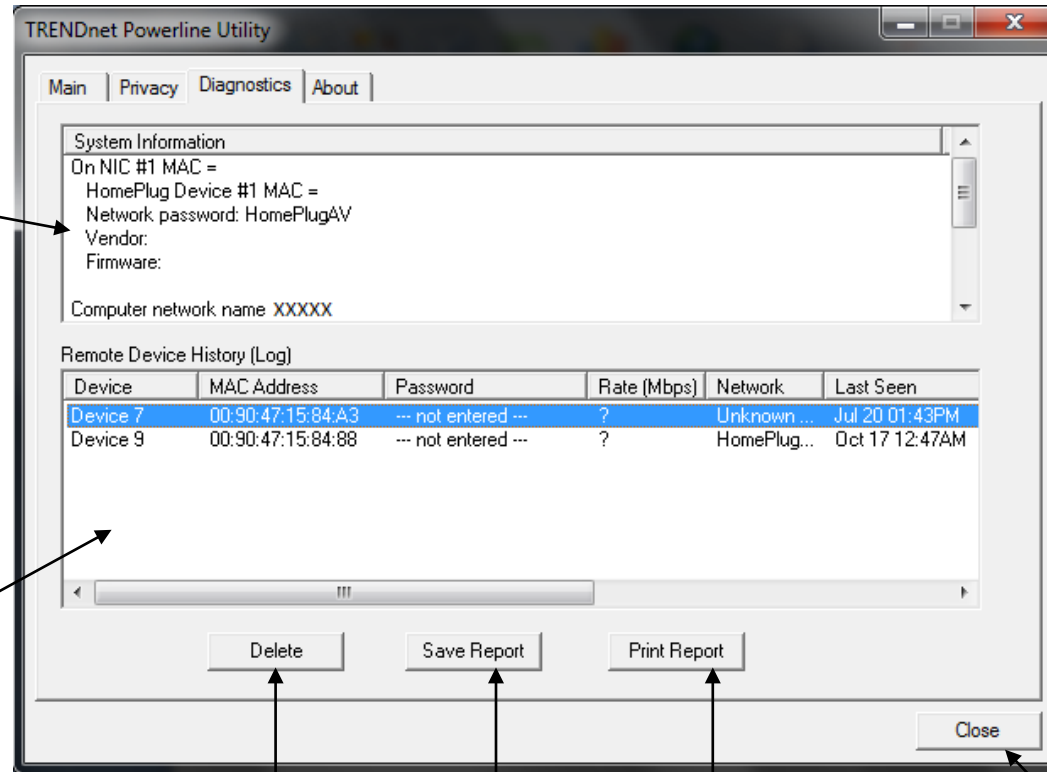 TRENDnet Powerline Utility
Main Privacy Diagnostics About
System Information
On NIC #1 MAC =
HomePlug Device #1 MAC =
Network password: HomePlugAV
Vendor:
Firmware:
Computer network name XXXXX
Remote Device History (Log)
Device MAC Address Password Rate (Mbps) Network Last Seen
Device 7 00:90:47:15:84:A3 --- not entered --- ? Unknown ... Jul 20 01:43PM
Device 9 00:90:47:15:84:88 --- not entered --- ? HomePlug... Oct 17 12:47AM
Delete Save Report Print Report
Close